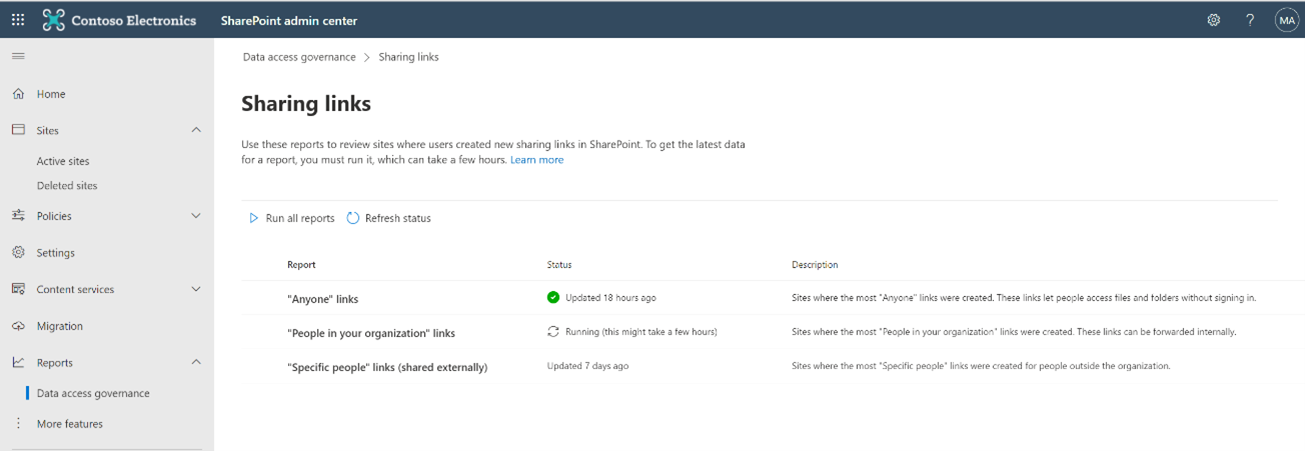 Contoso Electronics SharePoint admin center ? MA
Data access governance > Sharing links
Home
Sites
Active sites
Deleted sites
Policies
Settings
Content services
Migration
Reports
Data access governance
More features
Sharing links
Use these reports to review sites where users created new sharing links in SharePoint. To get the latest data
for a report, you must run it, which can take a few hours. Learn more
Run all reports Refresh status
Report Status Description
"Anyone" links Updated 18 hours ago Sites where the most "Anyone" links were created. These links let people access files and folders without signing in.
"People in your organization" links Running (this might take a few hours) Sites where the most "People in your organization" links were created. These links can be forwarded internally.
"Specific people" links (shared externally) Updated 7 days ago Sites where the most "Specific people" links were created for people outside the organization.